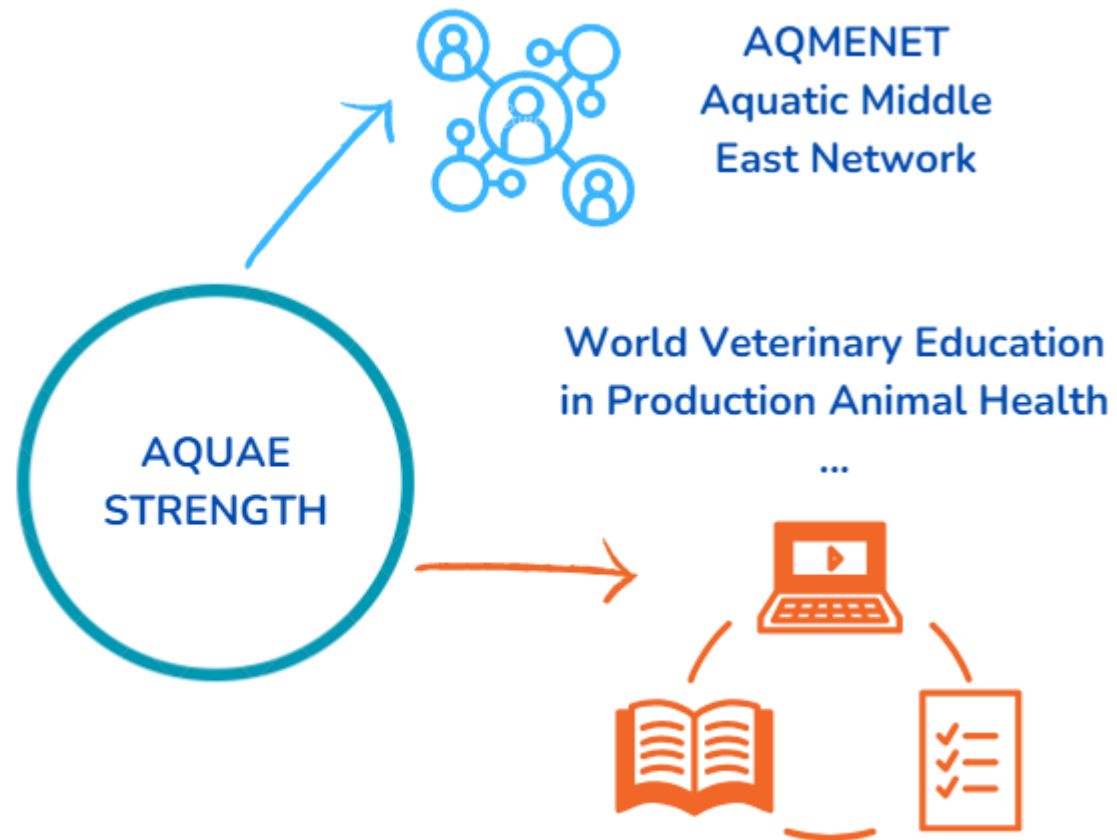 AQMENET
Aquatic Middle
East Network
World Veterinary Education
in Production Animal Health
...
AQUAE
STRENGTH